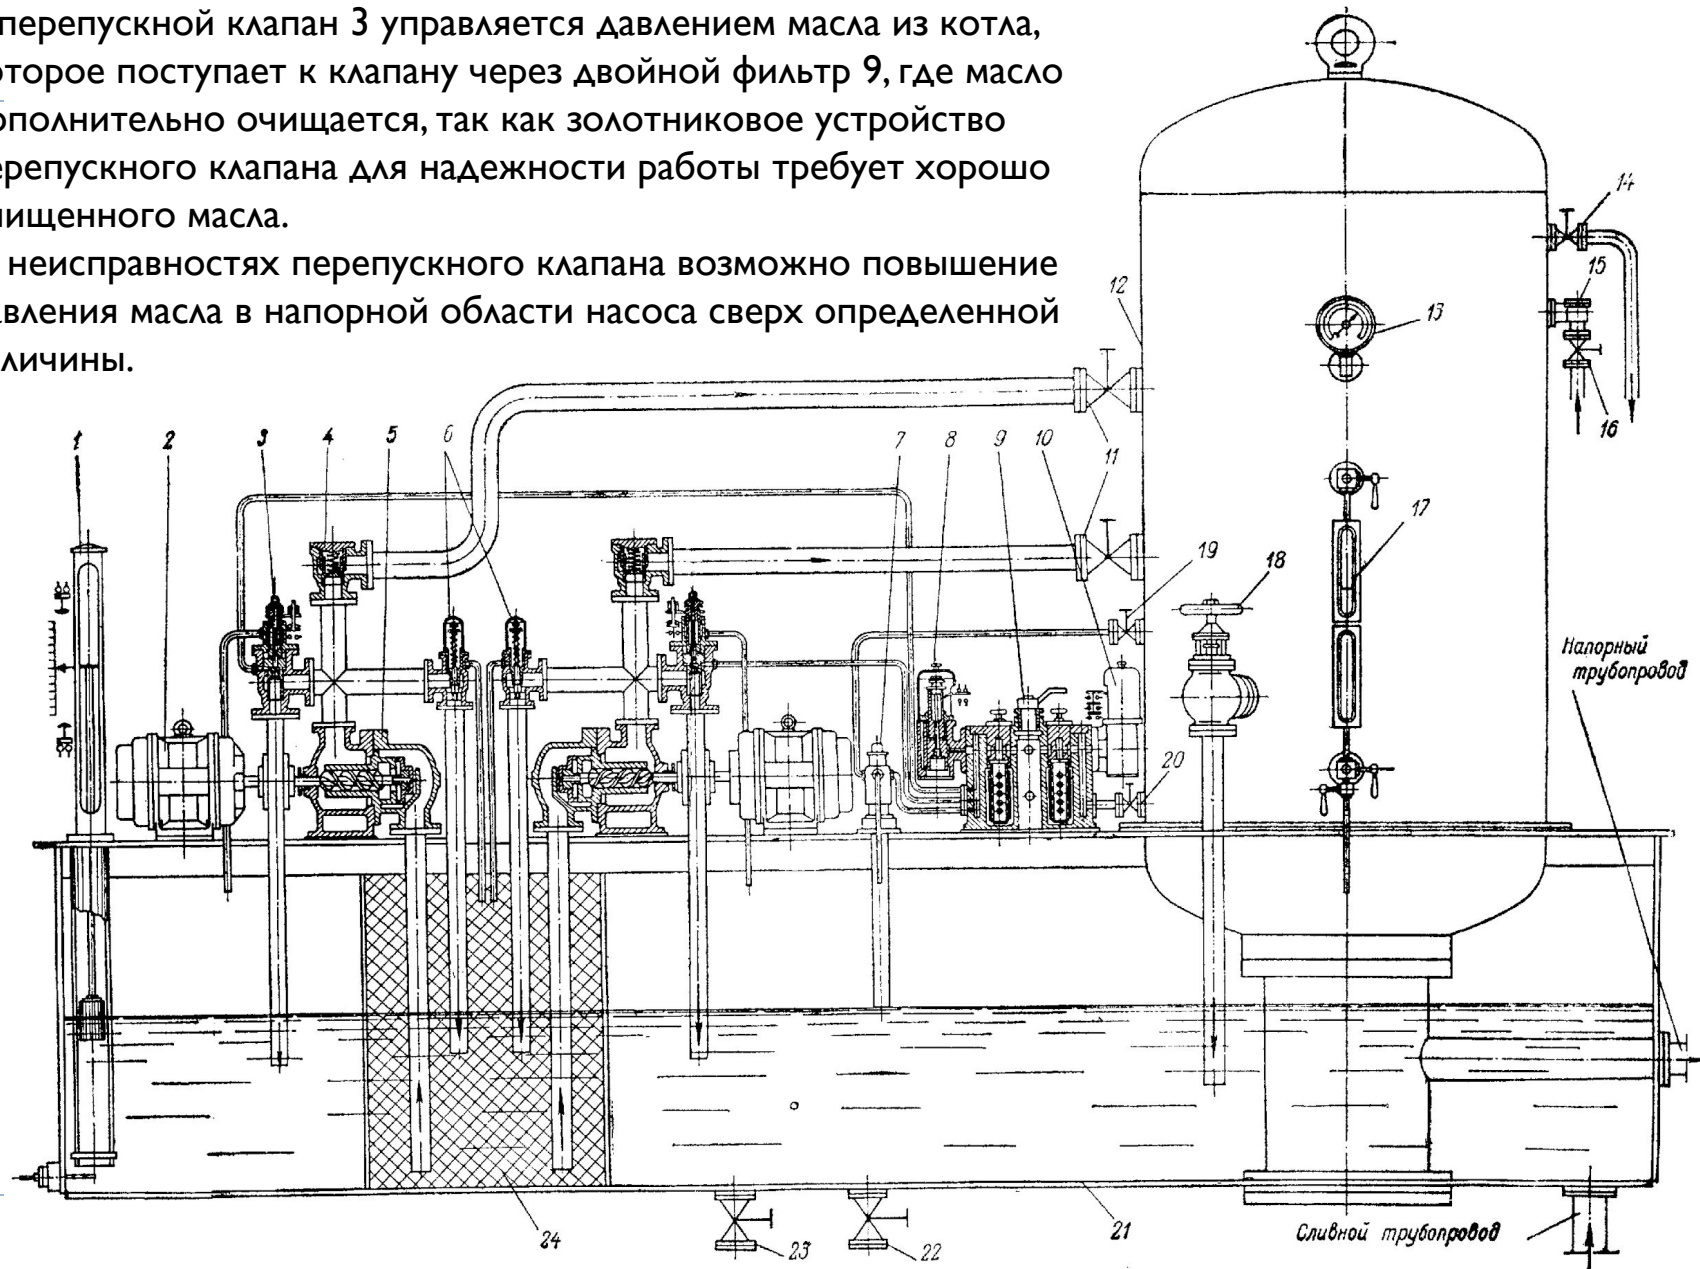 перепускной клапан 3 управляется давлением масла из котла,
оторое поступает к клапану через двойной фильтр 9, где масло
ополнительно очищается, так как золотниковое устройство
ерепускного клапана для надежности работы требует хорошо
ищенного масла.
неисправностях перепускного клапана возможно повышение
авления масла в напорной области насоса сверх определенной
личины.
14
15
12
13
16
1 2 3 4 5 6 7 8 9 10 11
17
19
18
Напорный
трубопровод
20
24
23
22
21
Сливной трубопровод